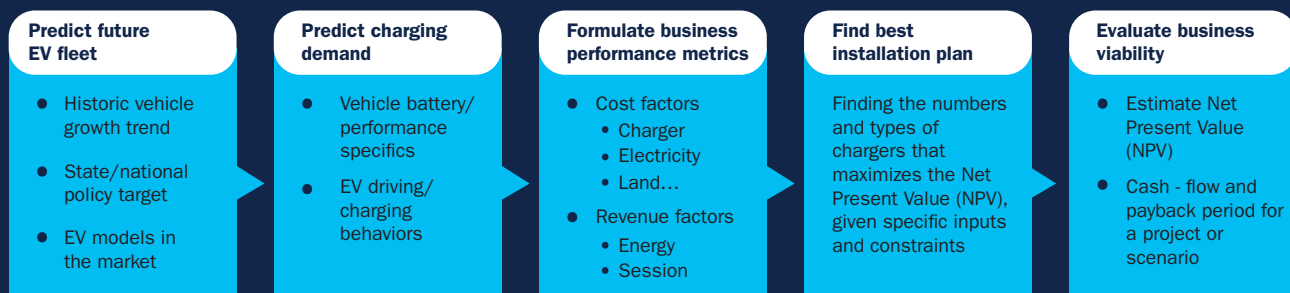 Predict future
EV fleet
• Historic vehicle
growth trend
• State/national
policy target
• EV models in
the market
Predict charging
demand
• Vehicle battery/
performance
specifics
• EV driving/
charging
behaviors
Formulate business
performance metrics
• Cost factors
• Charger
• Electricity
• Land...
• Revenue factors
• Energy
• Session
Find best
installation plan
Finding the numbers
and types of
chargers that
maximizes the Net
Present Value (NPV),
given specific inputs
and constraints
Evaluate business
viability
• Estimate Net
Present Value
(NPV)
• Cash - flow and
payback period for
a project or
scenario